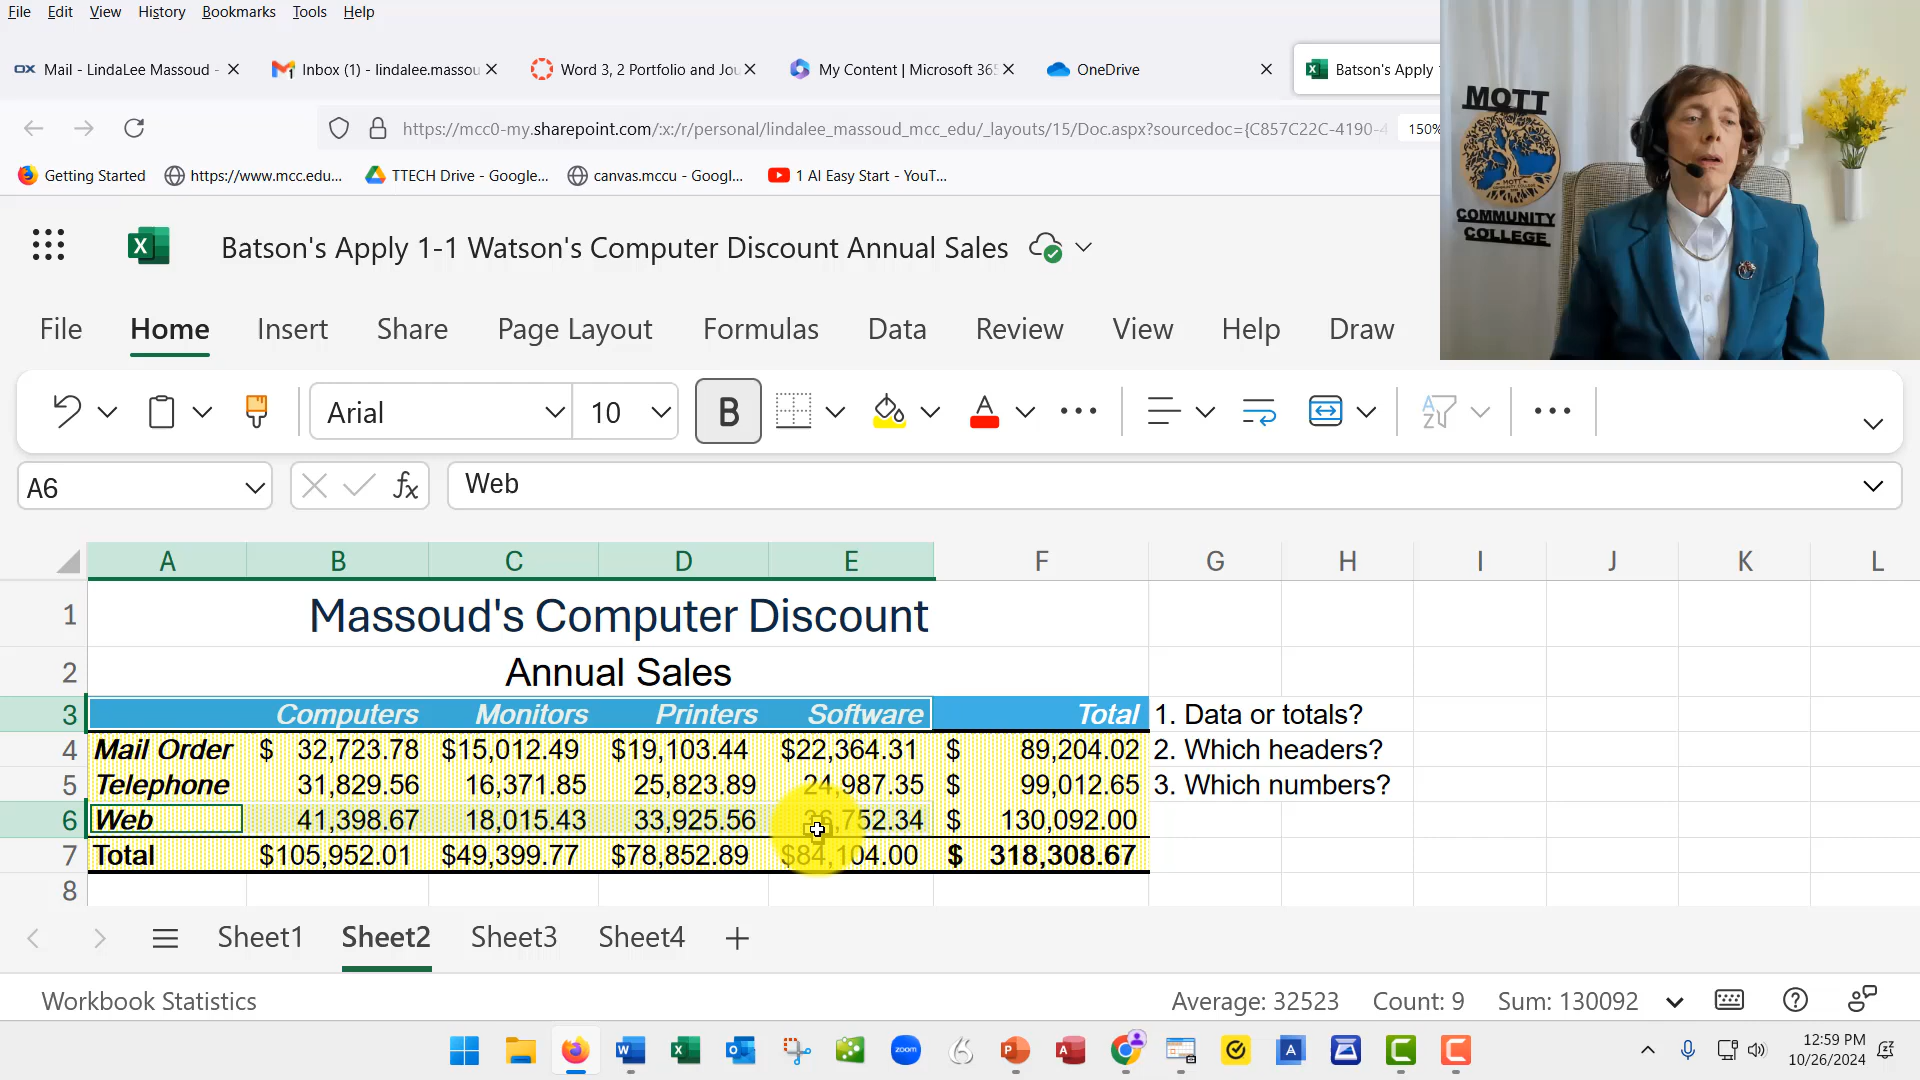 File Edit View History Bookmarks Tools Help
OX Mail - LindaLee Massoud - Inbox (1) - lindalee.massou Word 3, 2 Portfolio and Jou My Content | Microsoft 365 OneDrive Batson's Apply
https://mcc0-my.sharepoint.com/:x:/r/personal/lindalee_massoud_mcc_edu/_layouts/15/Doc.aspx?sourcedoc={C857C22C-4190-4 150%
Getting Started https://www.mcc.edu... TTECH Drive - Google... canvas.mccu - Googl... 1 AI Easy Start - YouT...
MOTT
MOTT
COMMUNITY
COLLEGE
Batson's Apply 1-1 Watson's Computer Discount Annual Sales
File Home Insert Share Page Layout Formulas Data Review View Help Draw
Arial 10 B A
A6 fx Web
A B C D E F G H I J K L
1 Massoud's Computer Discount
2 Annual Sales
3 Computers Monitors Printers Software Total 1. Data or totals?
4 Mail Order $ 32,723.78 $15,012.49 $19,103.44 $22,364.31 $ 89,204.02 2. Which headers?
5 Telephone 31,829.56 16,371.85 25,823.89 24,987.35 $ 99,012.65 3. Which numbers?
6 Web 41,398.67 18,015.43 33,925.56 36,752.34 $ 130,092.00
7 Total $105,952.01 $49,399.77 $78,852.89 $84,104.00 $ 318,308.67
8
Sheet1 Sheet2 Sheet3 Sheet4
Workbook Statistics Average: 32523 Count: 9 Sum: 130092
zoom
12:59 PM
10/26/2024